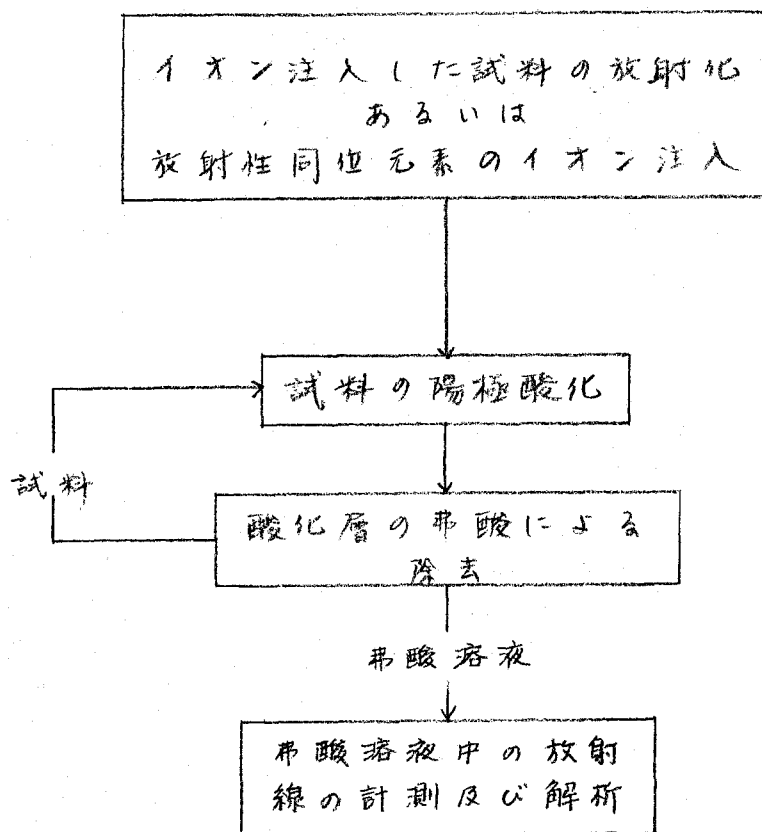 イオン注入した試料の放射化
あるいは
放射性同位元素のイオン注入
試料の陽極酸化
試料
酸化層の弗酸による
除去
弗酸溶液
弗酸溶液中の放射
線の計測及び解析